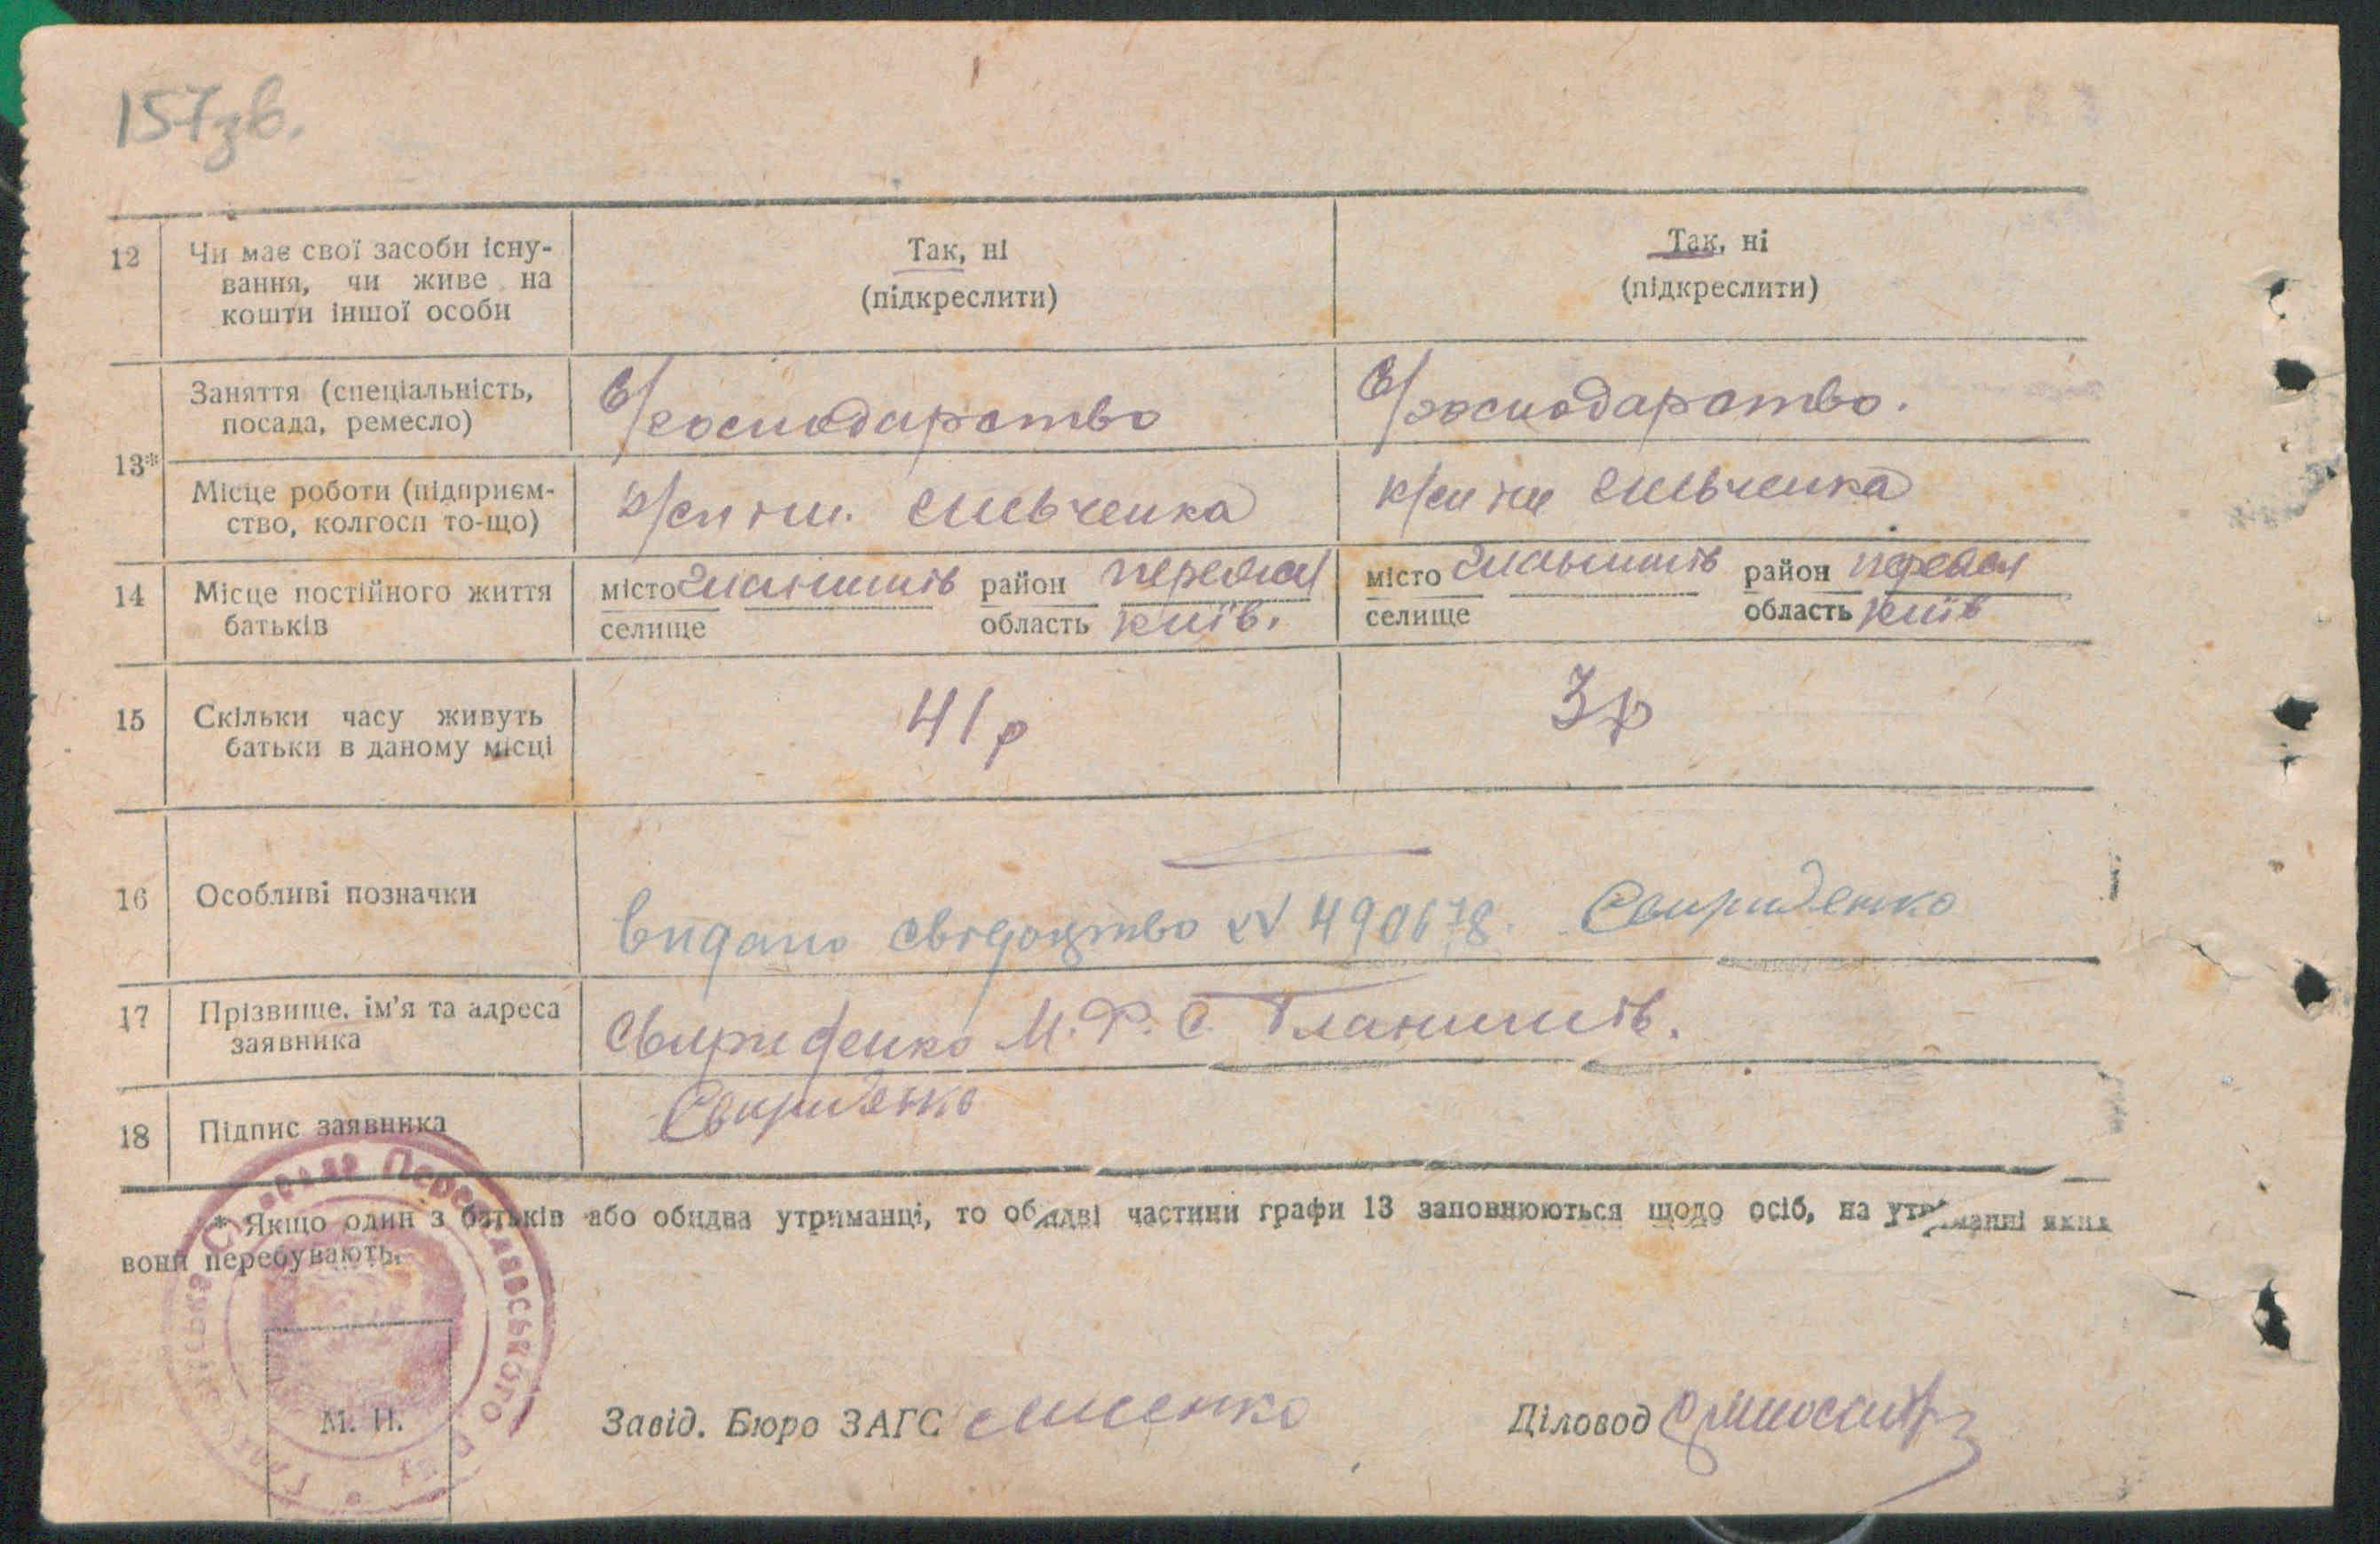 157зв.
12 Чи має свої засоби існу-
вання, чи живе на
кошти іншої особи
Так, ні
(підкреслити)
Так, ні
(підкреслити)
13*
Заняття (спеціальність,
посада, ремесло)
С/господарство
С/господарство.
Місце роботи (підприєм-
ство, колгосп то-що)
к/сп ім. Шевченка
к/сп ім Шевченка
14 Місце постійного життя
батьків
місто Гланишів район Переясл
селище область Київ.
місто Гланишів район Переясл
селище область Київ
15 Скільки часу живуть
батьки в даному місці
41 р
3 р
16 Особливі позначки
видано свідоцтво N 490678. Свириденко
17 Прізвище, ім'я та адреса
заявника
Свириденко М. Ф. С. Гланишів.
18 Підпис заявника
Свириденко
* Якщо один з батьків або обидва утриманці, то обидві частини графи 13 заповнюються щодо осіб, на утриманні яких
вони перебувають.
М. П.
Завід. Бюро ЗАГС
Діловод